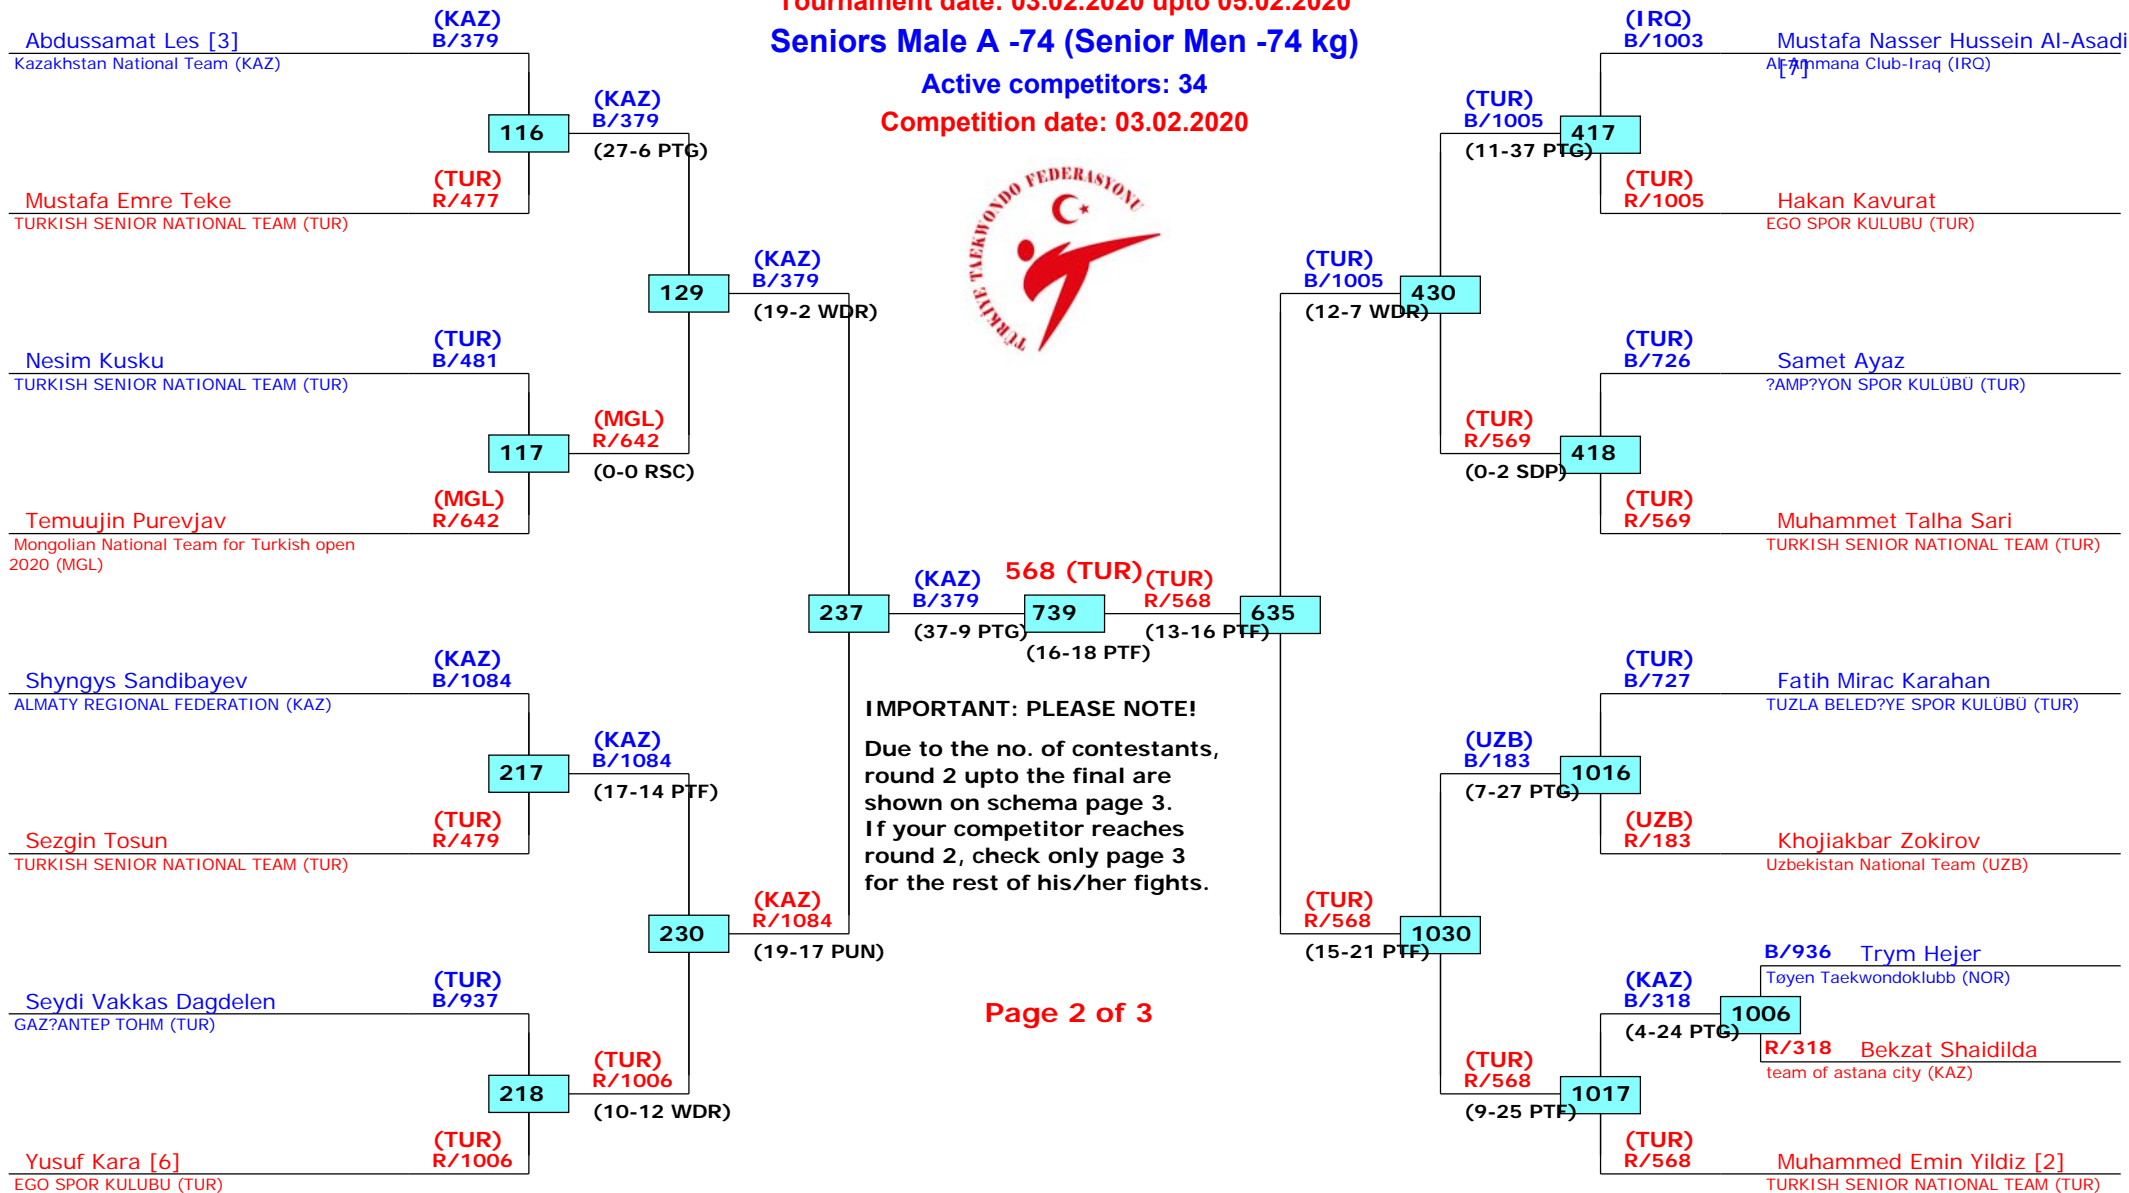 Tournament date: 03.02.2020 upto 05.02.2020
Seniors Male A -74 (Senior Men -74 kg)
Active competitors: 34
Competition date: 03.02.2020
TÜRKİYE TAEKWONDO FEDERASYONU
Abdussamat Les [3]
(KAZ)
B/379
Kazakhstan National Team (KAZ)
116
(KAZ)
B/379
(27-6 PTG)
Mustafa Emre Teke
(TUR)
R/477
TURKISH SENIOR NATIONAL TEAM (TUR)
129
(KAZ)
B/379
(19-2 WDR)
Nesim Kusku
(TUR)
B/481
TURKISH SENIOR NATIONAL TEAM (TUR)
117
(MGL)
R/642
(0-0 RSC)
Temuujin Purevjav
(MGL)
R/642
Mongolian National Team for Turkish open
2020 (MGL)
237
(KAZ)
B/379
(37-9 PTG)
568 (TUR)
739
(16-18 PTF)
(TUR)
R/568
(13-16 PTF)
635
Shyngys Sandibayev
(KAZ)
B/1084
ALMATY REGIONAL FEDERATION (KAZ)
217
(KAZ)
B/1084
(17-14 PTF)
Sezgin Tosun
(TUR)
R/479
TURKISH SENIOR NATIONAL TEAM (TUR)
230
(KAZ)
R/1084
(19-17 PUN)
Seydi Vakkas Dagdelen
(TUR)
B/937
GAZ?ANTEP TOHM (TUR)
218
(TUR)
R/1006
(10-12 WDR)
Yusuf Kara [6]
(TUR)
R/1006
EGO SPOR KULUBU (TUR)
IMPORTANT: PLEASE NOTE!
Due to the no. of contestants,
round 2 upto the final are
shown on schema page 3.
If your competitor reaches
round 2, check only page 3
for the rest of his/her fights.
Page 2 of 3
(IRQ)
B/1003
Mustafa Nasser Hussein Al-Asadi
[7]
Al-Ammana Club-Iraq (IRQ)
(TUR)
B/1005
(11-37 PTG)
417
(TUR)
R/1005
Hakan Kavurat
EGO SPOR KULUBU (TUR)
(TUR)
B/1005
(12-7 WDR)
430
(TUR)
B/726
Samet Ayaz
?AMP?YON SPOR KULÜBÜ (TUR)
(TUR)
R/569
(0-2 SDP)
418
(TUR)
R/569
Muhammet Talha Sari
TURKISH SENIOR NATIONAL TEAM (TUR)
(TUR)
B/727
Fatih Mirac Karahan
TUZLA BELED?YE SPOR KULÜBÜ (TUR)
(UZB)
B/183
(7-27 PTG)
1016
(UZB)
R/183
Khojiakbar Zokirov
Uzbekistan National Team (UZB)
(TUR)
R/568
(15-21 PTF)
1030
B/936
Trym Hejer
Tøyen Taekwondoklubb (NOR)
(KAZ)
B/318
(4-24 PTG)
1006
R/318
Bekzat Shaidilda
team of astana city (KAZ)
(TUR)
R/568
(9-25 PTF)
1017
(TUR)
R/568
Muhammed Emin Yildiz [2]
TURKISH SENIOR NATIONAL TEAM (TUR)